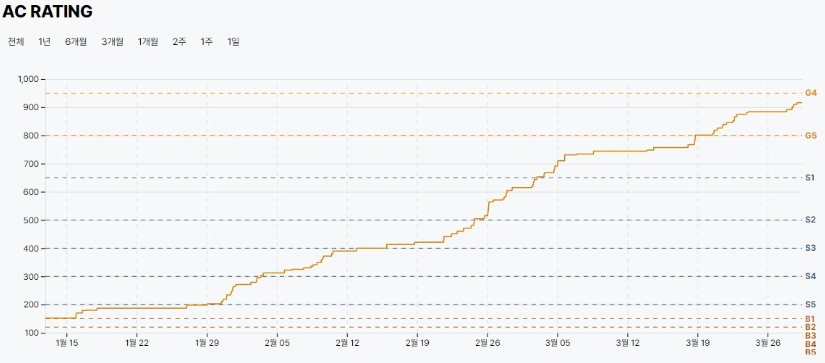 AC RATING
전체 1년 6개월 3개월 1개월 2주 1주 1일
1,000
G4
900
800 G5
700
S1
600
500 S2
400 S3
300 S4
200 S5
B1
B2
100 B3
B4
B5
1월 15 1월 22 1월 29 2월 05 2월 12 2월 19 2월 26 3월 05 3월 12 3월 19 3월 26